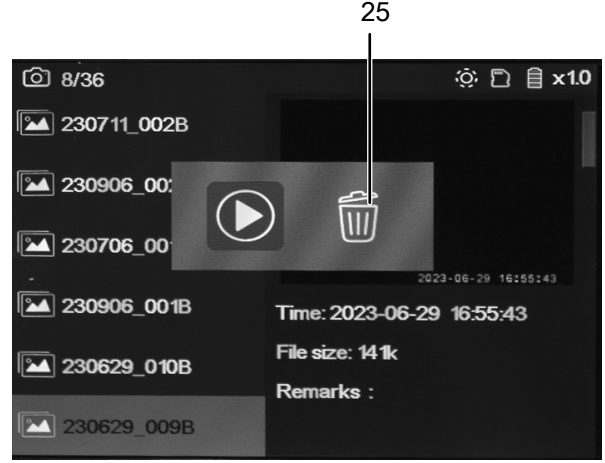 25
8/36
x1.0
230711_002B
230906_00
230706_00
230906_001B
230629_010B
230629_009B
2023-06-29 16:55:43
Time: 2023-06-29 16:55:43
File size: 141k
Remarks :